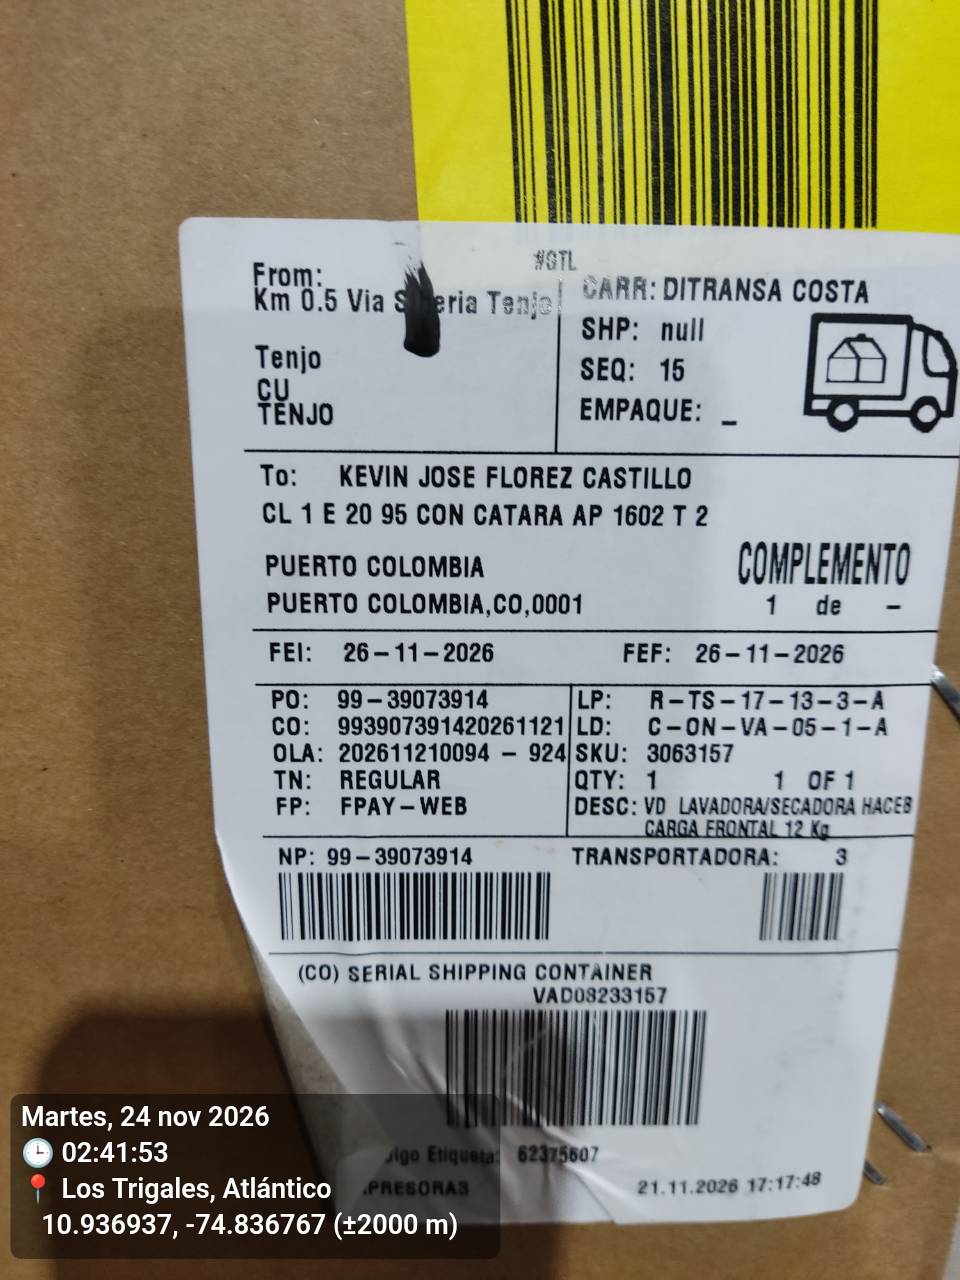 #GTL
From:
Km 0.5 Via S eria Tenjo
Tenjo
CU
TENJO
CARR: DITRANSA COSTA
SHP: null
SEQ: 15
EMPAQUE: _
To: KEVIN JOSE FLOREZ CASTILLO
CL 1 E 20 95 CON CATARA AP 1602 T 2
PUERTO COLOMBIA
PUERTO COLOMBIA,CO,0001
COMPLEMENTO
1 de -
FEI: 26-11-2026 FEF: 26-11-2026
PO: 99-39073914
CO: 993907391420261121
OLA: 202611210094 - 924
TN: REGULAR
FP: FPAY-WEB
LP: R-TS-17-13-3-A
LD: C-ON-VA-05-1-A
SKU: 3063157
QTY: 1 1 OF 1
DESC: VD LAVADORA/SECADORA HACEB
CARGA FRONTAL 12 Kg
NP: 99-39073914 TRANSPORTADORA: 3
(CO) SERIAL SHIPPING CONTAINER
VAD08233157
digo Etiqueta: 62375607
PRESORA3 21.11.2026 17:17:48
Martes, 24 nov 2026
02:41:53
Los Trigales, Atlántico
10.936937, -74.836767 (±2000 m)